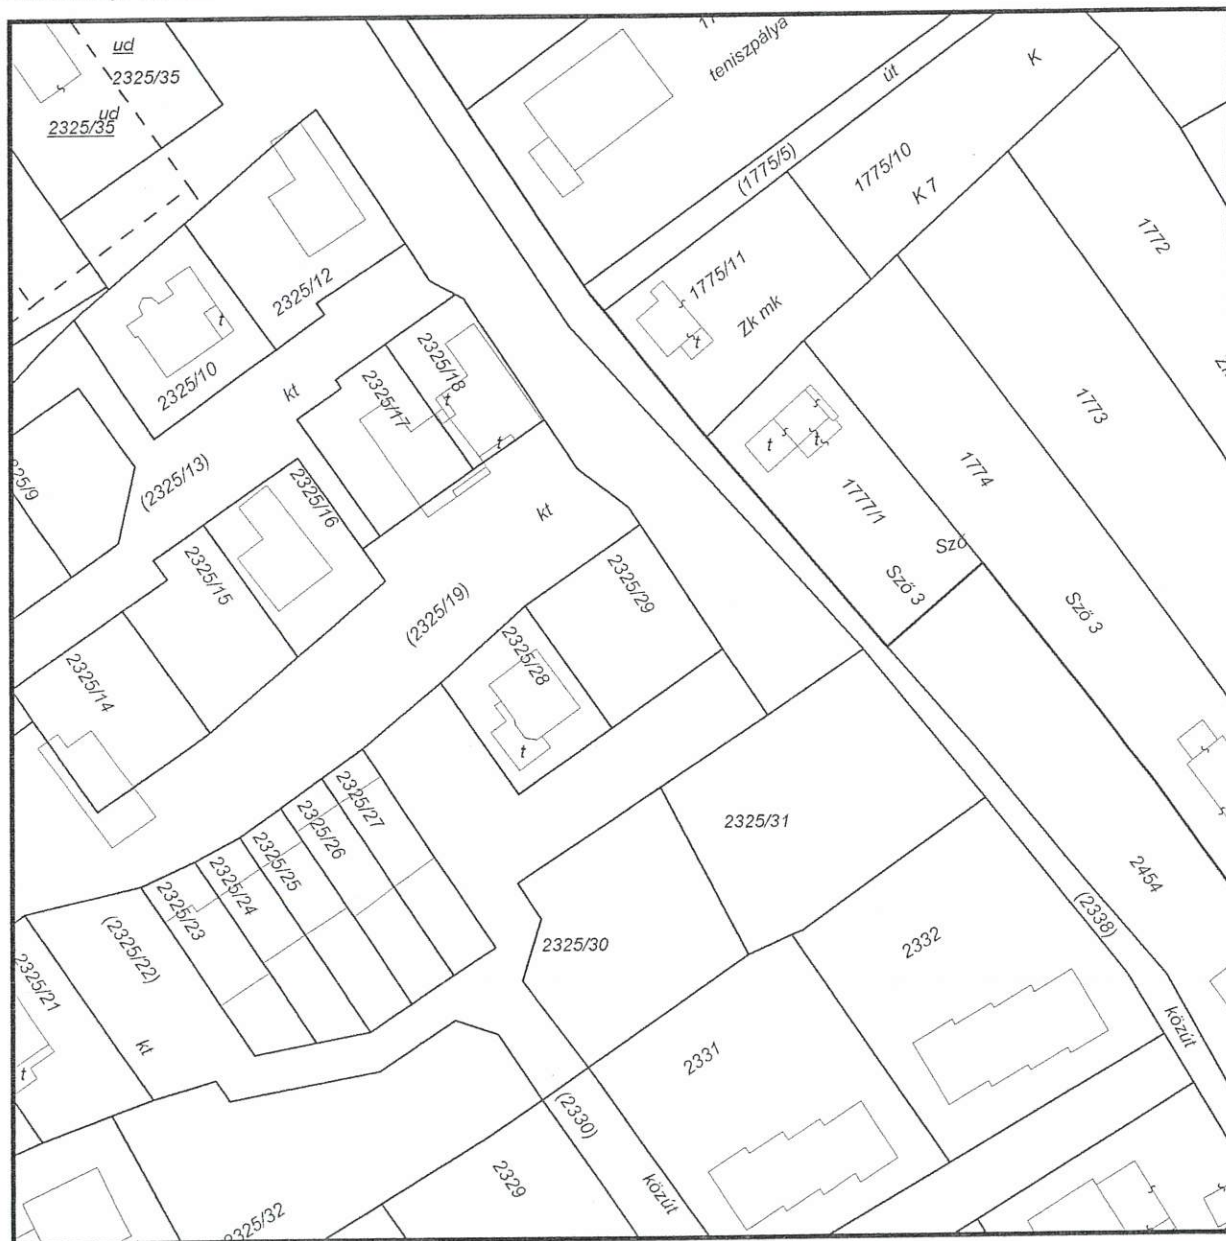 ud
2325/35
ud
2325/35
teniszpálya
út
K
(1775/5)
1775/10
K 7
1772
1775/11
Zk mk
2325/12
t
2325/10
kt
2325/18
2325/17
t
t
t
1773
1774
t
t
1777/1
Sző
Sző 3
Sző 3
(2325/13)
2325/16
kt
2325/15
(2325/19)
2325/29
2325/28
t
2325/14
2325/27
2325/26
2325/25
2325/24
2325/23
(2325/22)
2325/21
kt
t
2325/31
2325/30
2454
(2338)
2332
közút
2331
(2330)
2329
közút
2325/32